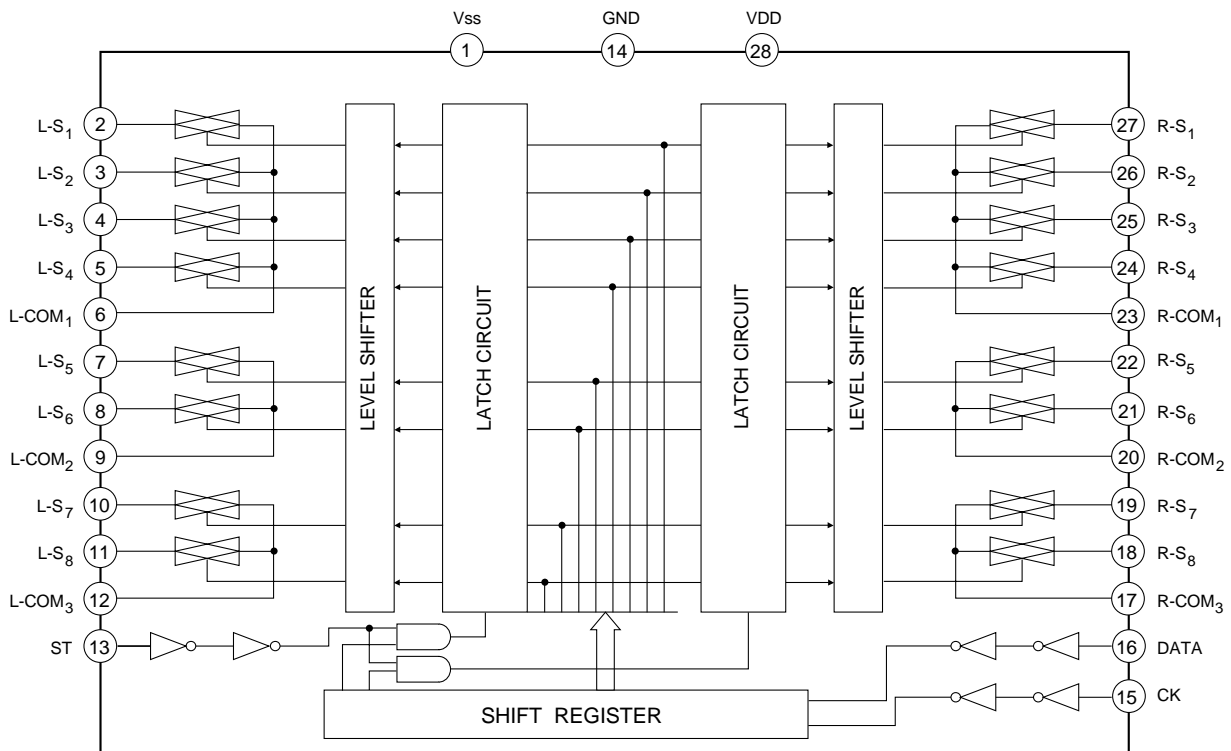 Vss GND VDD
1 14 28
L-S1 2 27 R-S1
L-S2 3 26 R-S2
L-S3 4 25 R-S3
L-S4 5 24 R-S4
L-COM1 6 23 R-COM1
L-S5 7 22 R-S5
L-S6 8 21 R-S6
L-COM2 9 20 R-COM2
L-S7 10 19 R-S7
L-S8 11 18 R-S8
L-COM3 12 17 R-COM3
ST 13 16 DATA
15 CK
LEVEL SHIFTER
LATCH CIRCUIT
LATCH CIRCUIT
LEVEL SHIFTER
SHIFT REGISTER